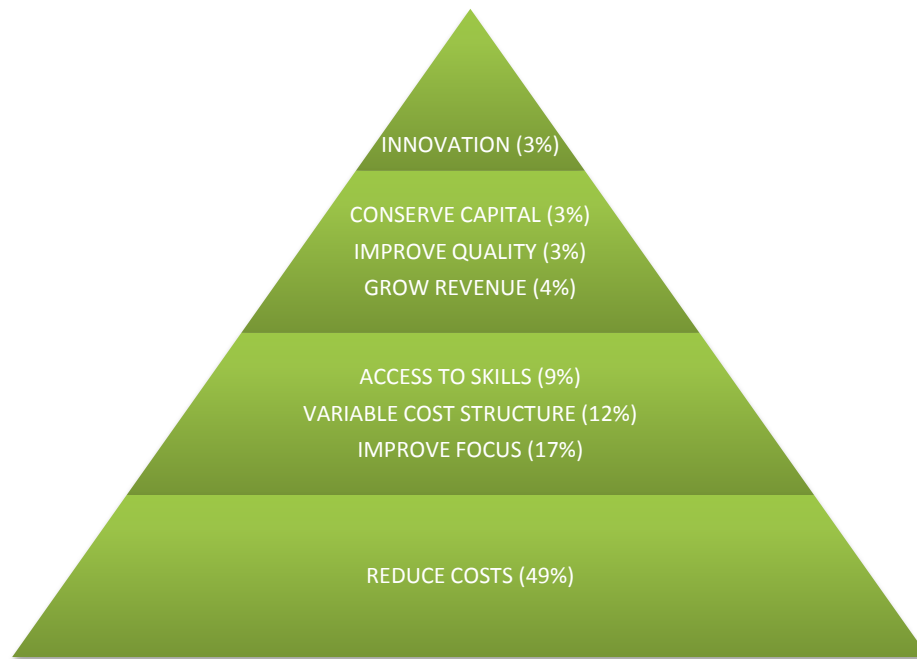 INNOVATION (3%)
CONSERVE CAPITAL (3%)
IMPROVE QUALITY (3%)
GROW REVENUE (4%)
ACCESS TO SKILLS (9%)
VARIABLE COST STRUCTURE (12%)
IMPROVE FOCUS (17%)
REDUCE COSTS (49%)